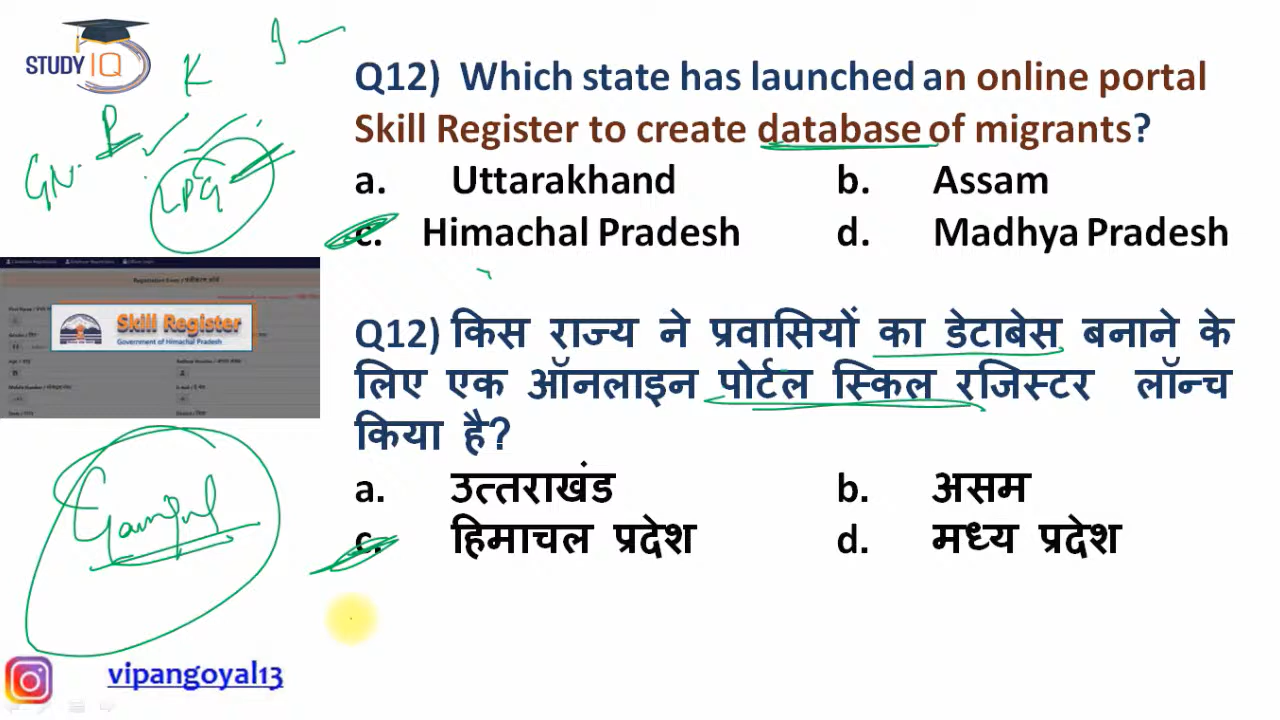 STUDY IQ
Q12) Which state has launched an online portal
Skill Register to create database of migrants?
a. Uttarakhand b. Assam
c. Himachal Pradesh d. Madhya Pradesh
K
P
GN
LPG
Skill Register
Government of Himachal Pradesh
Q12) किस राज्य ने प्रवासियों का डेटाबेस बनाने के
लिए एक ऑनलाइन पोर्टल स्किल रजिस्टर लॉन्च
किया है?
a. उत्तराखंड b. असम
c. हिमाचल प्रदेश d. मध्य प्रदेश
vipangoyal13